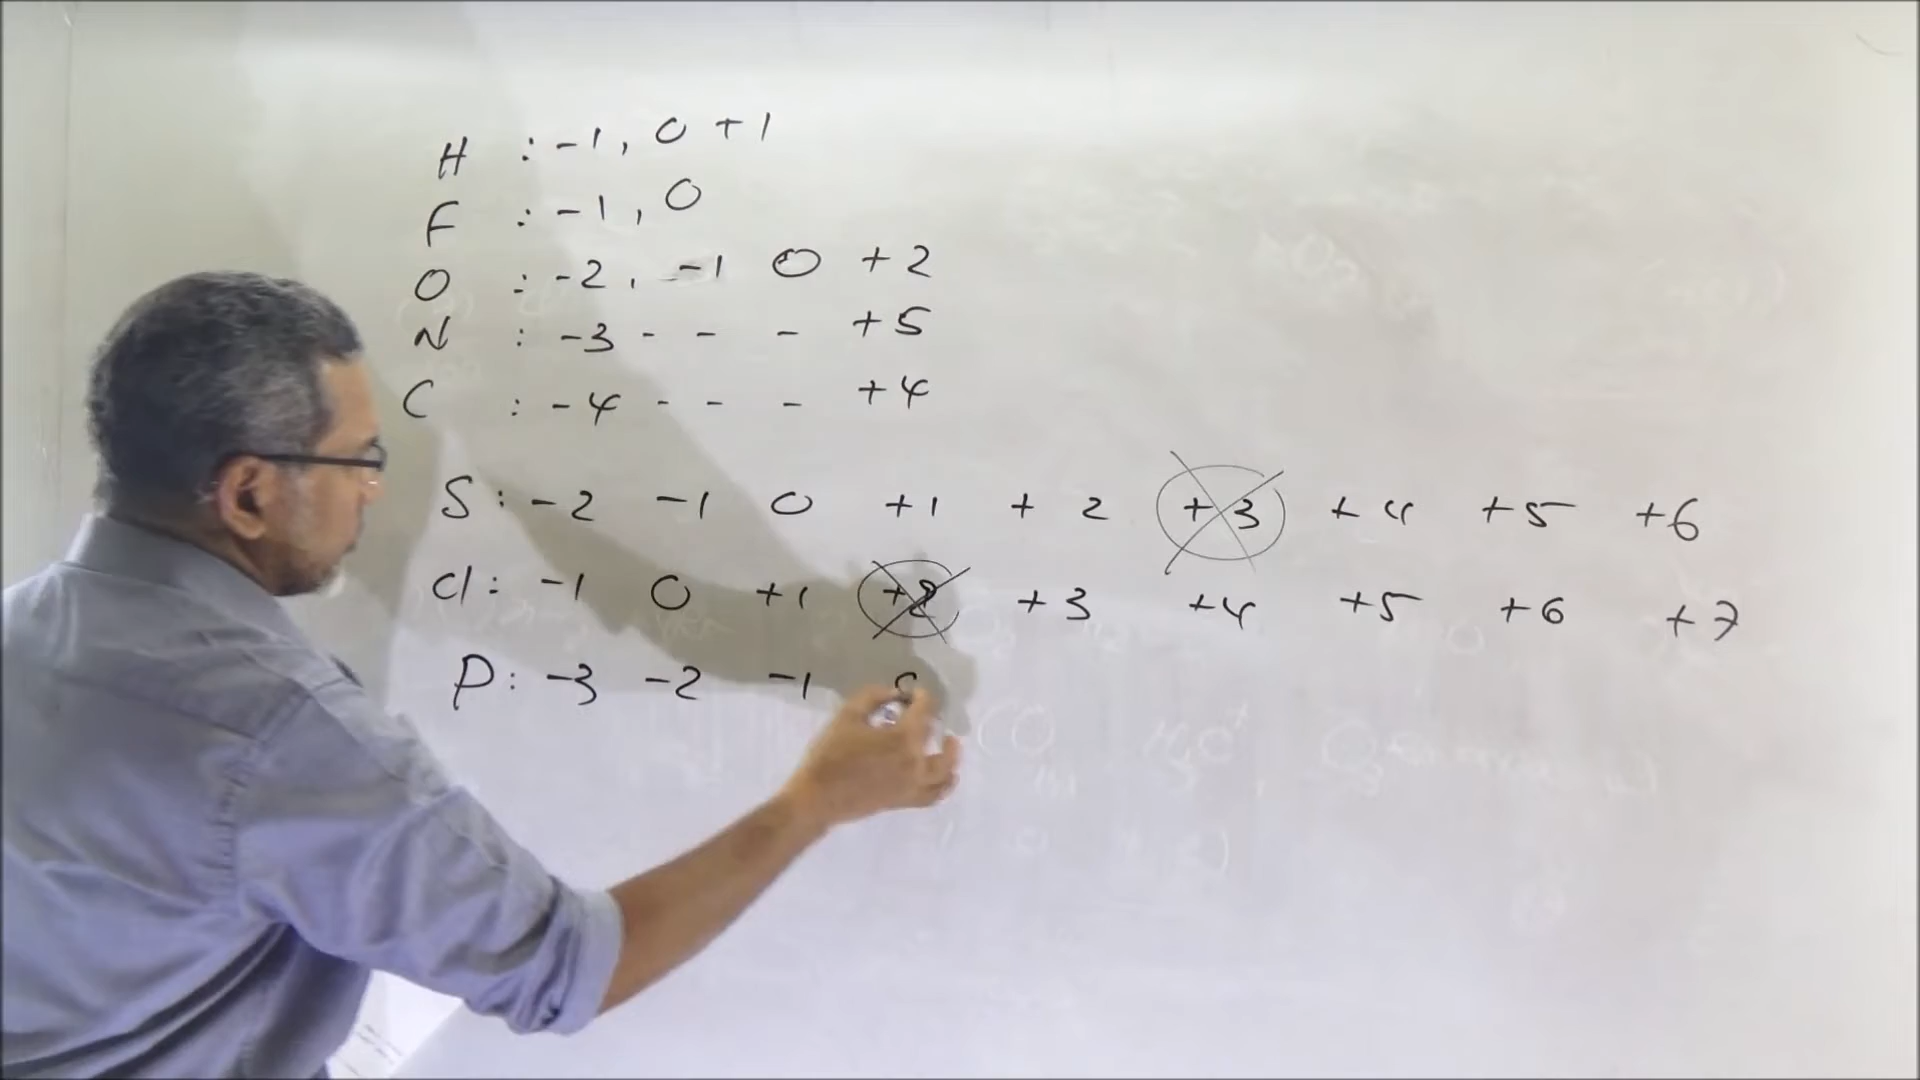 H : -1, 0 +1
F : -1, 0
O : -2, -1 0 +2
N : -3 - - - +5
C : -4 - - - +4
S : -2 -1 0 +1 +2 +3 +4 +5 +6
Cl : -1 0 +1 +2 +3 +4 +5 +6 +7
P : -3 -2 -1